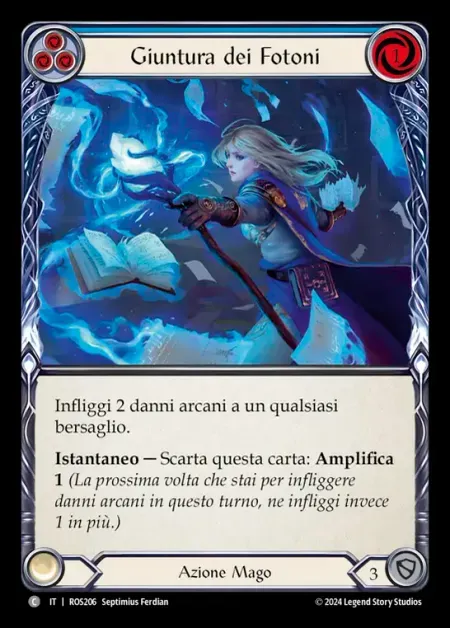 Giuntura dei Fotoni
1
Infliggi 2 danni arcani a un qualsiasi
bersaglio.
Istantaneo — Scarta questa carta: Amplifica
1 (La prossima volta che stai per infliggere
danni arcani in questo turno, ne infliggi invece
1 in più.)
Azione Mago
3
C IT | ROS206 Septimius Ferdian
© 2024 Legend Story Studios